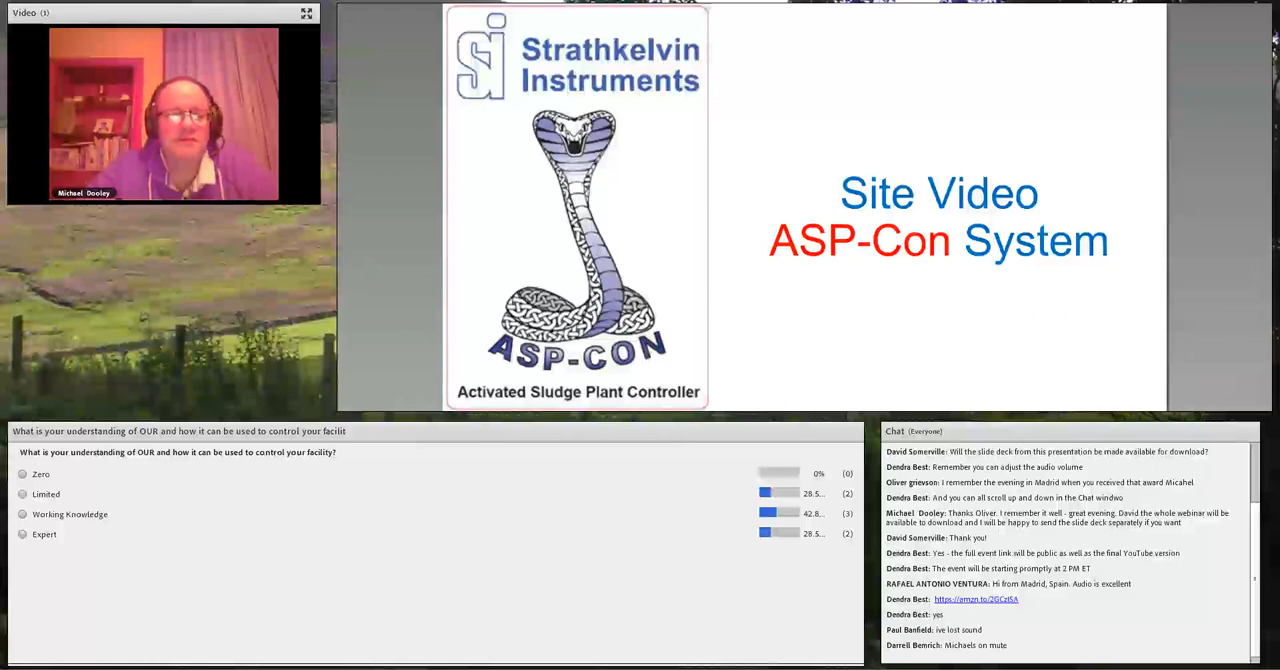 Video (1)
Michael Dooley
Si Strathkelvin
Instruments
ASP-CON
Activated Sludge Plant Controller
Site Video
ASP-Con System
What is your understanding of OUR and how it can be used to control your facilit
What is your understanding of OUR and how it can be used to control your facility?
Zero 0% (0)
Limited 28.5... (2)
Working Knowledge 42.8... (3)
Expert 28.5... (2)
Chat (Everyone)
David Somerville: Will the slide deck from this presentation be made available for download?
Dendra Best: Remember you can adjust the audio volume
Oliver grievson: I remember the evening in Madrid when you received that award Micahel
Dendra Best: And you can all scroll up and down in the Chat windwo
Michael Dooley: Thanks Oliver. I remember it well - great evening. David the whole webinar will be
available to download and I will be happy to send the slide deck separately if you want
David Somerville: Thank you!
Dendra Best: Yes - the full event link will be public as well as the final YouTube version
Dendra Best: The event will be starting promptly at 2 PM ET
RAFAEL ANTONIO VENTURA: Hi from Madrid, Spain. Audio is excellent
Dendra Best: https://amzn.to/2GCzlSA
Dendra Best: yes
Paul Banfield: ive lost sound
Darrell Bemrich: Michaels on mute